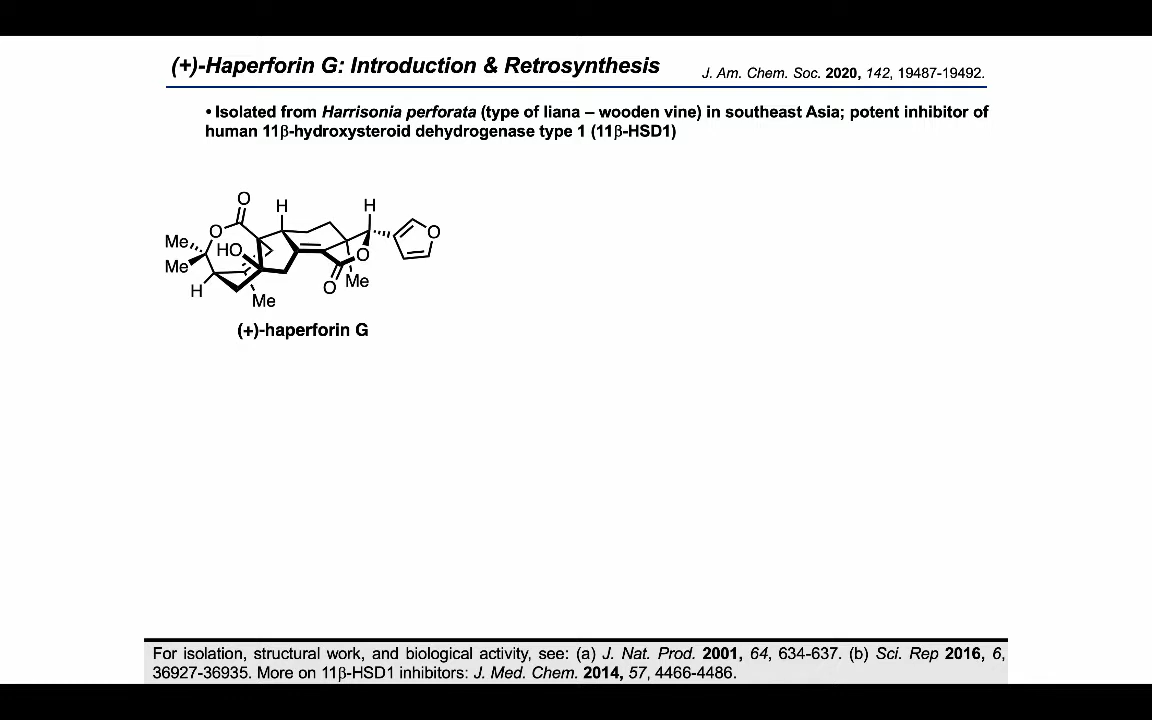 (+)-Haperforin G: Introduction & Retrosynthesis
J. Am. Chem. Soc. 2020, 142, 19487-19492.
• Isolated from Harrisonia perforata (type of liana – wooden vine) in southeast Asia; potent inhibitor of
human 11β-hydroxysteroid dehydrogenase type 1 (11β-HSD1)
O
H
H
O
O
Me
HO
O
Me
H
O
Me
Me
(+)-haperforin G
For isolation, structural work, and biological activity, see: (a) J. Nat. Prod. 2001, 64, 634-637. (b) Sci. Rep 2016, 6,
36927-36935. More on 11β-HSD1 inhibitors: J. Med. Chem. 2014, 57, 4466-4486.